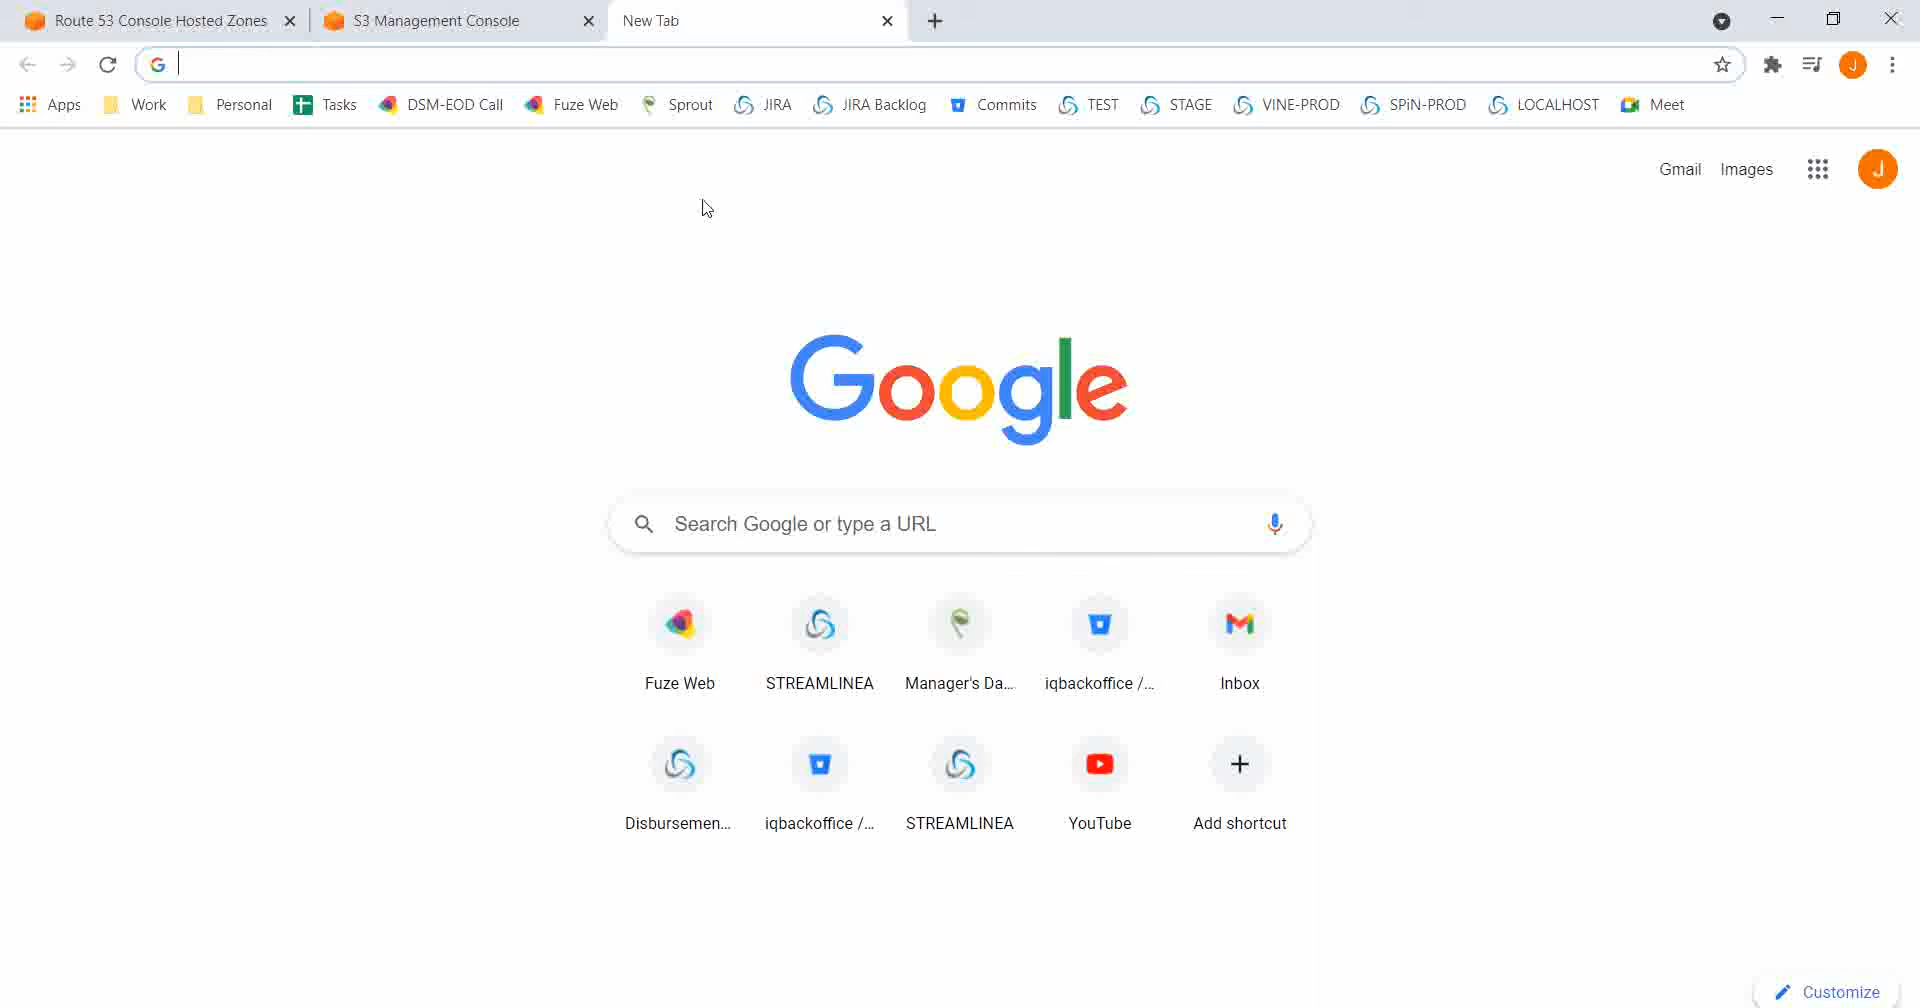 Route 53 Console Hosted Zones
S3 Management Console
New Tab
Apps Work Personal Tasks DSM-EOD Call Fuze Web Sprout JIRA JIRA Backlog Commits TEST STAGE VINE-PROD SPiN-PROD LOCALHOST Meet
Gmail Images J
Google
Search Google or type a URL
Fuze Web STREAMLINEA Manager's Da... iqbackoffice /... Inbox
Disbursemen... iqbackoffice /... STREAMLINEA YouTube Add shortcut
Customize